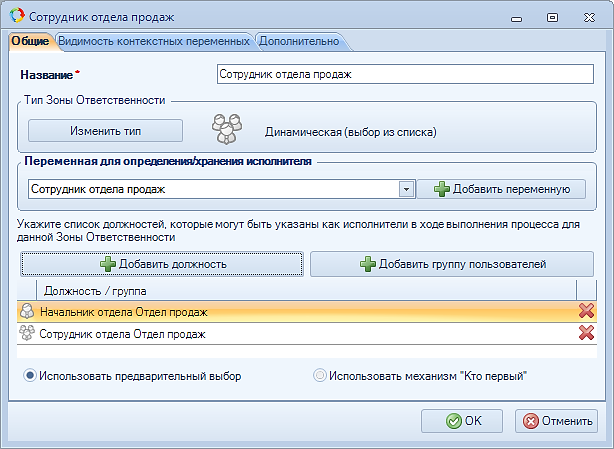 Сотрудник отдела продаж
Общие Видимость контекстных переменных Дополнительно
Название * Сотрудник отдела продаж
Тип Зоны Ответственности
Изменить тип Динамическая (выбор из списка)
Переменная для определения/хранения исполнителя
Сотрудник отдела продаж Добавить переменную
Укажите список должностей, которые могут быть указаны как исполнители в ходе выполнения процесса для
данной Зоны Ответственности
Добавить должность Добавить группу пользователей
Должность / группа
Начальник отдела Отдел продаж
Сотрудник отдела Отдел продаж
Использовать предварительный выбор Использовать механизм "Кто первый"
OK Отменить